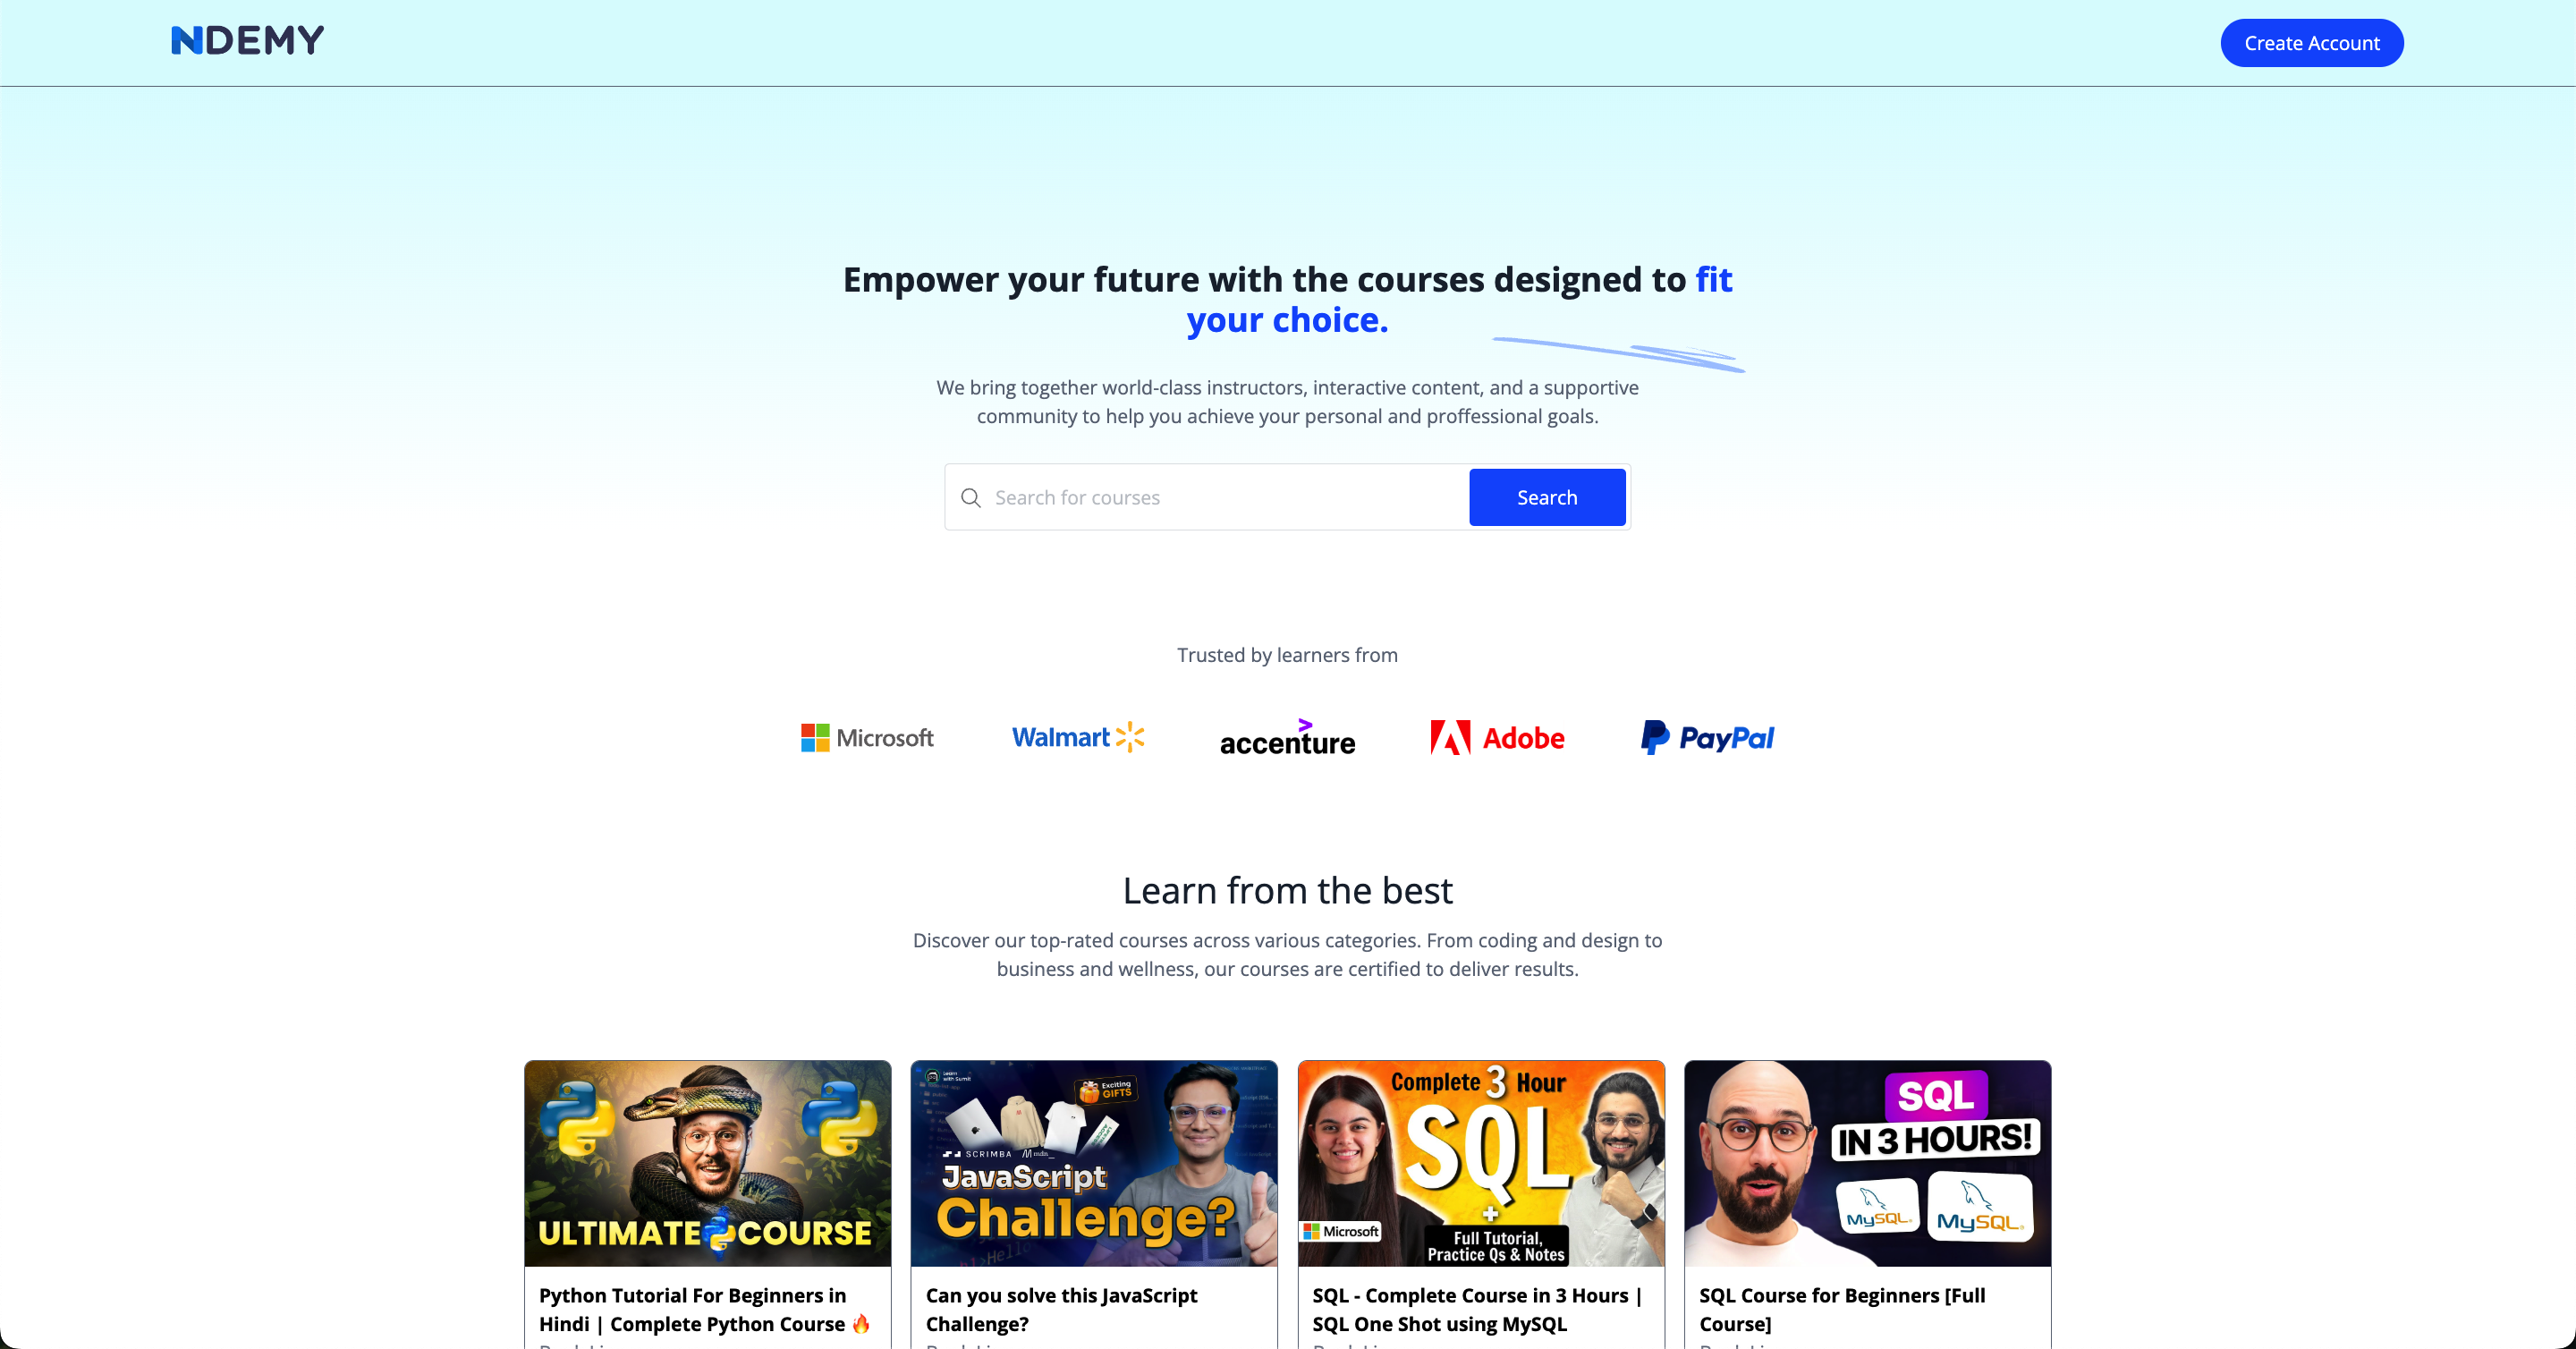 NDEMY
Create Account
Empower your future with the courses designed to fit
your choice.
We bring together world-class instructors, interactive content, and a supportive
community to help you achieve your personal and proffessional goals.
Search for courses
Search
Trusted by learners from
Microsoft
Walmart
accenture
Adobe
PayPal
Learn from the best
Discover our top-rated courses across various categories. From coding and design to
business and wellness, our courses are certified to deliver results.
ULTIMATE COURSE
Learn
with Sumit
Exciting
GIFTS
SCRIMBA
JavaScript
Challenge?
Complete 3 Hour
SQL
+
Microsoft
Full Tutorial,
Practice Qs & Notes
SQL
IN 3 HOURS!
MySQL
MySQL
Python Tutorial For Beginners in
Hindi | Complete Python Course 🔥
Can you solve this JavaScript
Challenge?
SQL - Complete Course in 3 Hours |
SQL One Shot using MySQL
SQL Course for Beginners [Full
Course]